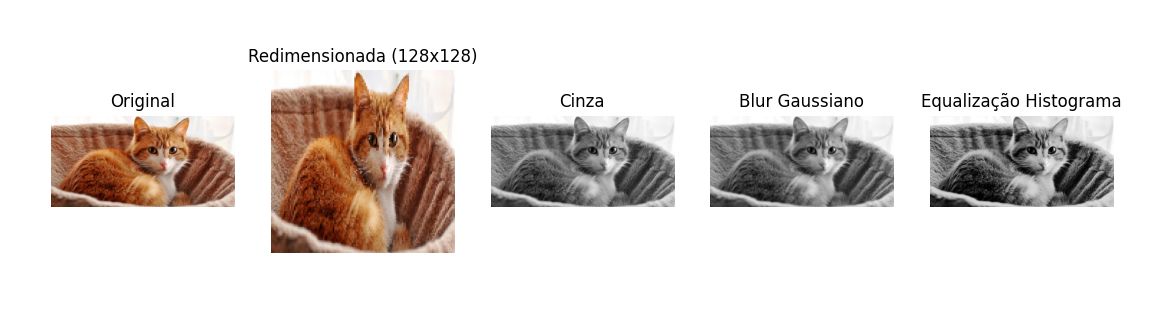 Original
Redimensionada (128x128)
Cinza
Blur Gaussiano
Equalização Histograma